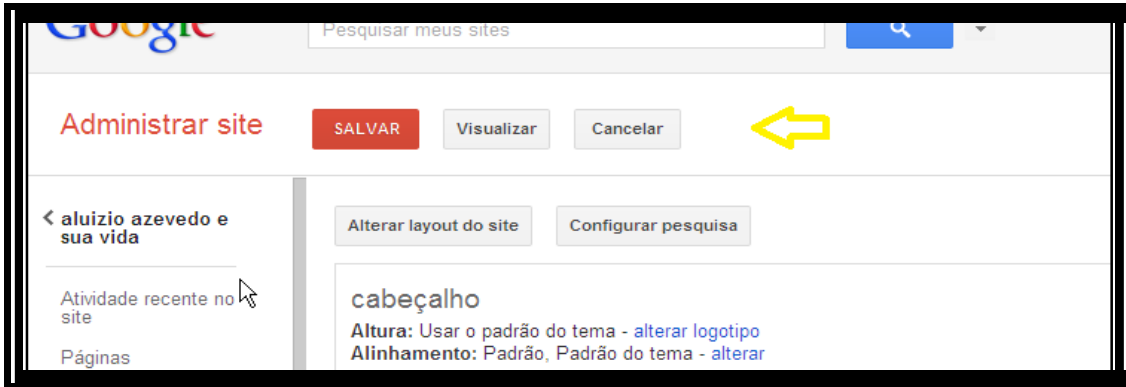 Google
Pesquisar meus sites
Administrar site
SALVAR
Visualizar
Cancelar
aluizio azevedo e
sua vida
Atividade recente no
site
Páginas
Alterar layout do site
Configurar pesquisa
cabeçalho
Altura: Usar o padrão do tema - alterar logotipo
Alinhamento: Padrão, Padrão do tema - alterar